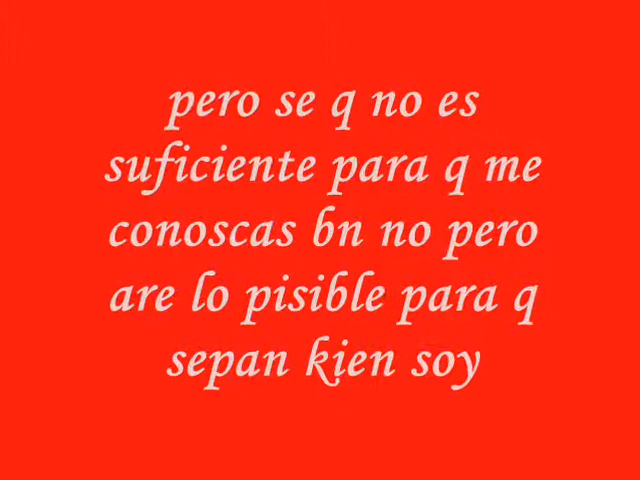 pero se q no es
suficiente para q me
conoscas bn no pero
are lo pisible para q
sepan kien soy